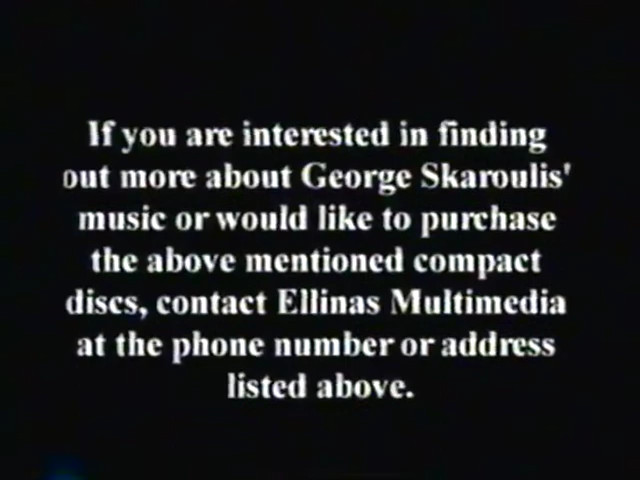 If you are interested in finding
out more about George Skaroulis'
music or would like to purchase
the above mentioned compact
discs, contact Ellinas Multimedia
at the phone number or address
listed above.